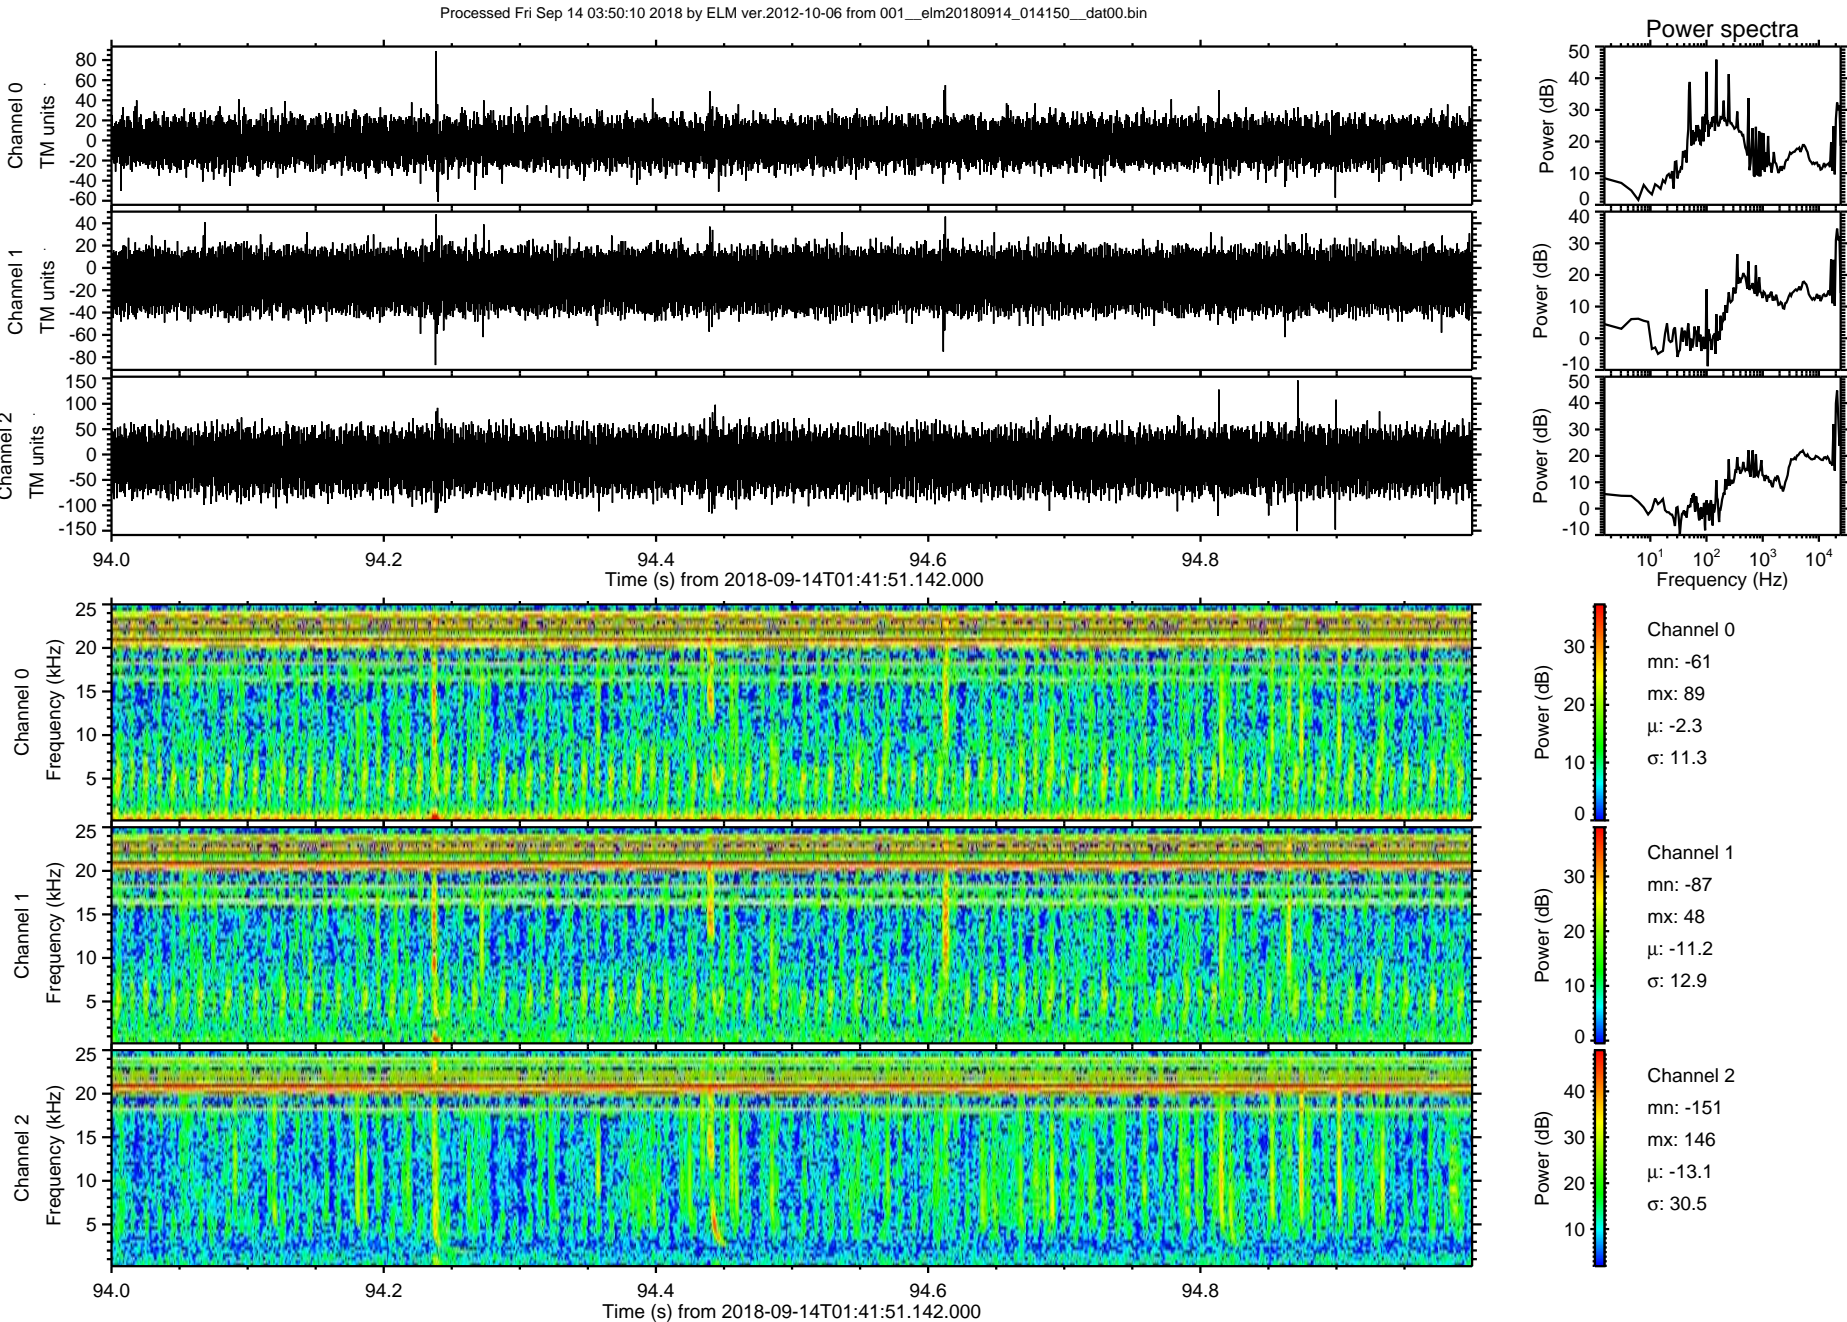 Processed Fri Sep 14 03:50:10 2018 by ELM ver.2012-10-06 from 001__elm20180914_014150__dat00.bin
Power spectra
Channel 0
TM units
80
60
40
20
0
-20
-40
-60
Power (dB)
50
40
30
20
10
0
Channel 1
TM units
40
20
0
-20
-40
-60
-80
Power (dB)
40
30
20
10
0
-10
Channel 2
TM units
150
100
50
0
-50
-100
-150
Power (dB)
50
40
30
20
10
0
-10
94.0 94.2 94.4 94.6 94.8
Time (s) from 2018-09-14T01:41:51.142.000
10¹ 10² 10³ 10⁴
Frequency (Hz)
Channel 0
Frequency (kHz)
25
20
15
10
5
Power (dB)
30
20
10
0
Channel 0
mn: -61
mx: 89
μ: -2.3
σ: 11.3
Channel 1
Frequency (kHz)
25
20
15
10
5
Power (dB)
30
20
10
0
Channel 1
mn: -87
mx: 48
μ: -11.2
σ: 12.9
Channel 2
Frequency (kHz)
25
20
15
10
5
Power (dB)
40
30
20
10
Channel 2
mn: -151
mx: 146
μ: -13.1
σ: 30.5
94.0 94.2 94.4 94.6 94.8
Time (s) from 2018-09-14T01:41:51.142.000